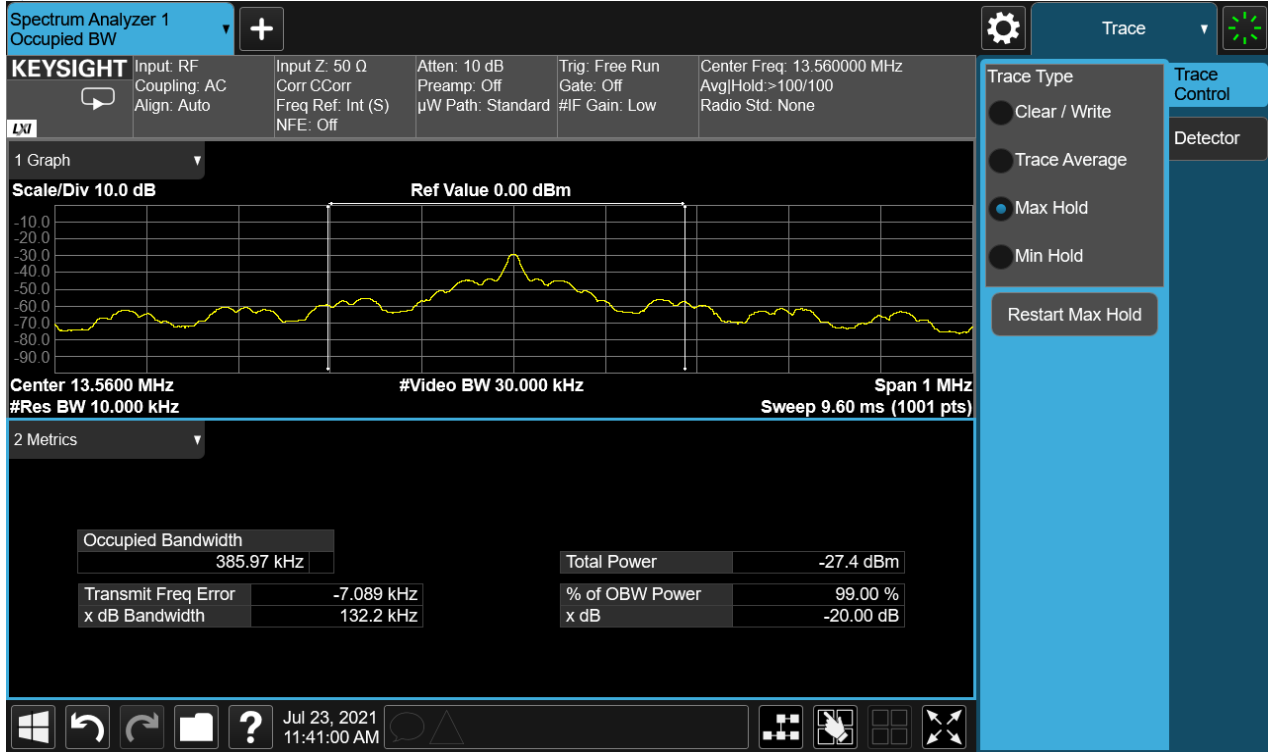 Spectrum Analyzer 1
Occupied BW
+
Trace
KEYSIGHT
LXI
Input: RF
Coupling: AC
Align: Auto
Input Z: 50 Ω
Corr CCorr
Freq Ref: Int (S)
NFE: Off
Atten: 10 dB
Preamp: Off
µW Path: Standard
Trig: Free Run
Gate: Off
#IF Gain: Low
Center Freq: 13.560000 MHz
Avg|Hold:>100/100
Radio Std: None
Trace Type
Clear / Write
Trace Average
Max Hold
Min Hold
Restart Max Hold
Trace
Control
Detector
1 Graph
Scale/Div 10.0 dB
Ref Value 0.00 dBm
-10.0
-20.0
-30.0
-40.0
-50.0
-60.0
-70.0
-80.0
-90.0
Center 13.5600 MHz
#Video BW 30.000 kHz
Span 1 MHz
#Res BW 10.000 kHz
Sweep 9.60 ms (1001 pts)
2 Metrics
Occupied Bandwidth
385.97 kHz
Total Power -27.4 dBm
Transmit Freq Error -7.089 kHz
% of OBW Power 99.00 %
x dB Bandwidth 132.2 kHz
x dB -20.00 dB
?
Jul 23, 2021
11:41:00 AM